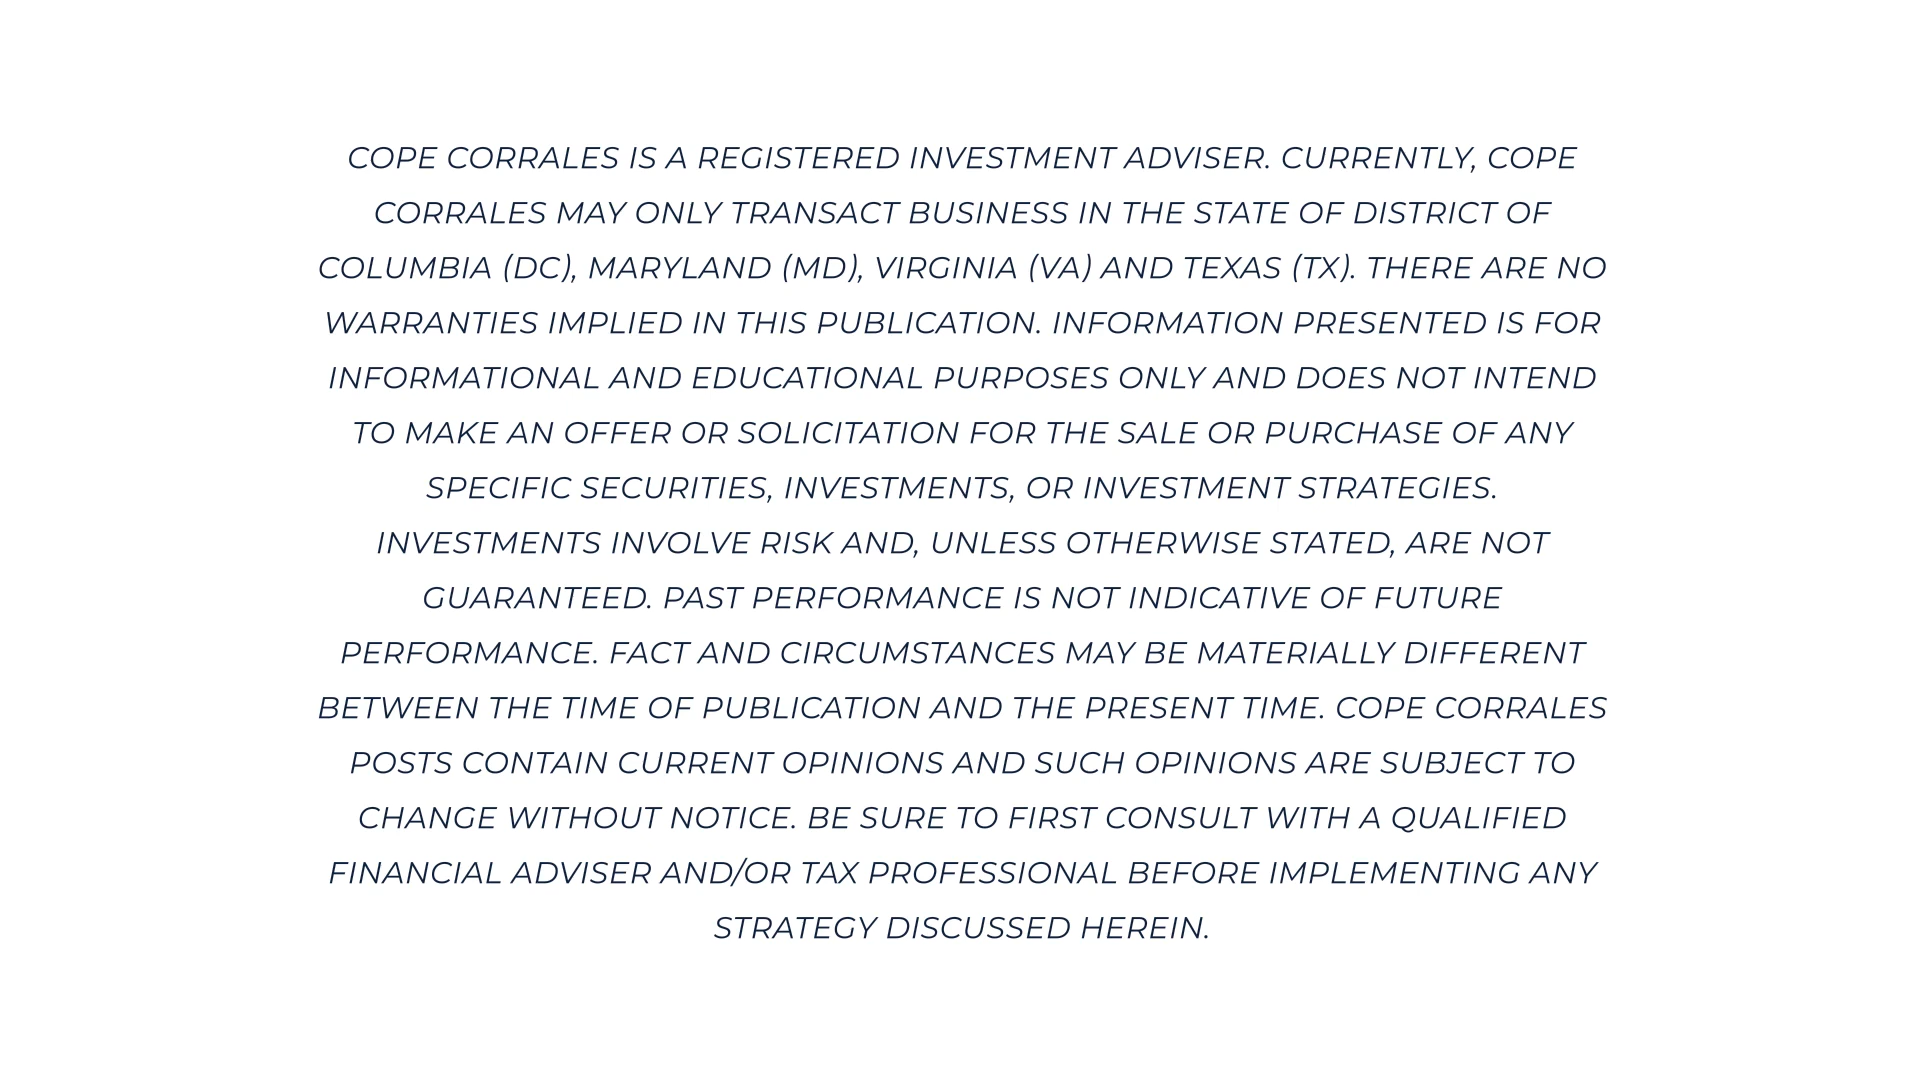 COPE CORRALES IS A REGISTERED INVESTMENT ADVISER. CURRENTLY, COPE
CORRALES MAY ONLY TRANSACT BUSINESS IN THE STATE OF DISTRICT OF
COLUMBIA (DC), MARYLAND (MD), VIRGINIA (VA) AND TEXAS (TX). THERE ARE NO
WARRANTIES IMPLIED IN THIS PUBLICATION. INFORMATION PRESENTED IS FOR
INFORMATIONAL AND EDUCATIONAL PURPOSES ONLY AND DOES NOT INTEND
TO MAKE AN OFFER OR SOLICITATION FOR THE SALE OR PURCHASE OF ANY
SPECIFIC SECURITIES, INVESTMENTS, OR INVESTMENT STRATEGIES.
INVESTMENTS INVOLVE RISK AND, UNLESS OTHERWISE STATED, ARE NOT
GUARANTEED. PAST PERFORMANCE IS NOT INDICATIVE OF FUTURE
PERFORMANCE. FACT AND CIRCUMSTANCES MAY BE MATERIALLY DIFFERENT
BETWEEN THE TIME OF PUBLICATION AND THE PRESENT TIME. COPE CORRALES
POSTS CONTAIN CURRENT OPINIONS AND SUCH OPINIONS ARE SUBJECT TO
CHANGE WITHOUT NOTICE. BE SURE TO FIRST CONSULT WITH A QUALIFIED
FINANCIAL ADVISER AND/OR TAX PROFESSIONAL BEFORE IMPLEMENTING ANY
STRATEGY DISCUSSED HEREIN.